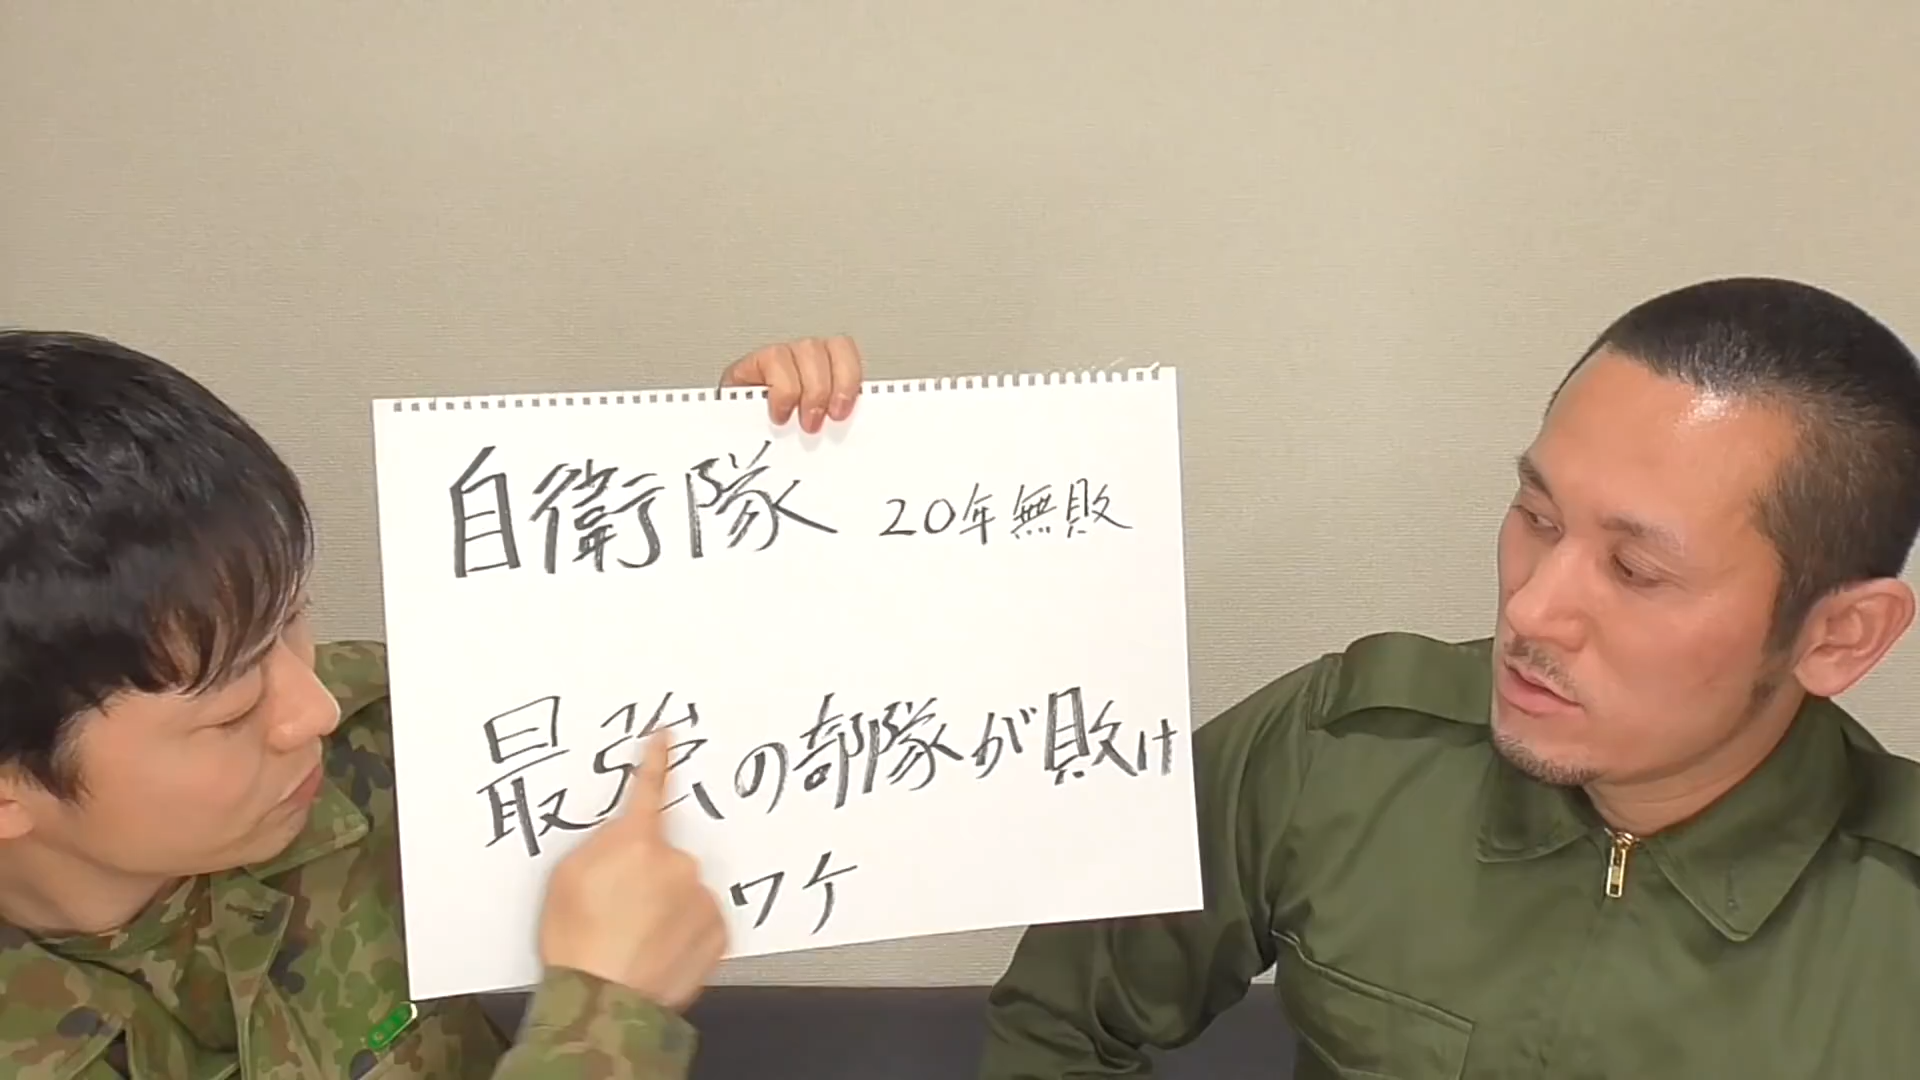 自衛隊 20年無敗
最強の部隊が敗け
ワケ